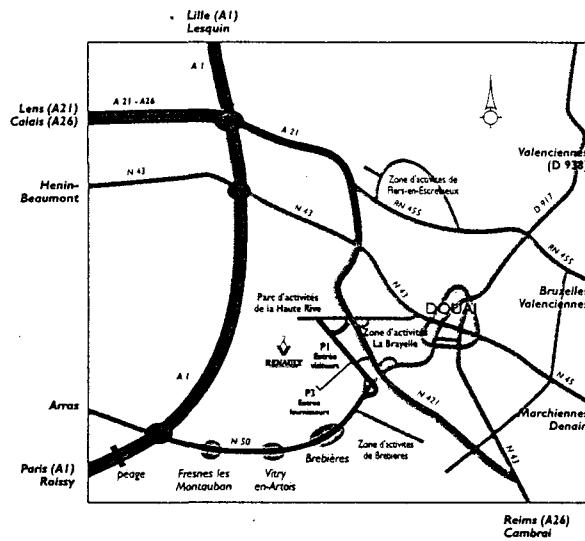 Lille (A1)
Lesquin
A 1
Lens (A21)
Calais (A26)
A 21 - A26
A 21
Valenciennes
(D 938)
Zone d'activités de
Flers-en-Escrebieux
Henin-
Beaumont
N 43
N 43
RN 455
D 917
RN 455
Bruxelles
Valenciennes
Parc d'activités
de la Haute Rive
N 43
DOUAI
Zone d'activités
La Brayelle
P1
Entrée
visiteurs
RENAULT
A 1
P3
Entrée
fournisseurs
N 421
N 45
Arras
Marchiennes
Denain
N 50
Zone d'activités
de Brebières
N 43
Paris (A1)
Roissy
péage
Fresnes les
Montauban
Vitry
en-Artois
Brebières
Reims (A26)
Cambrai